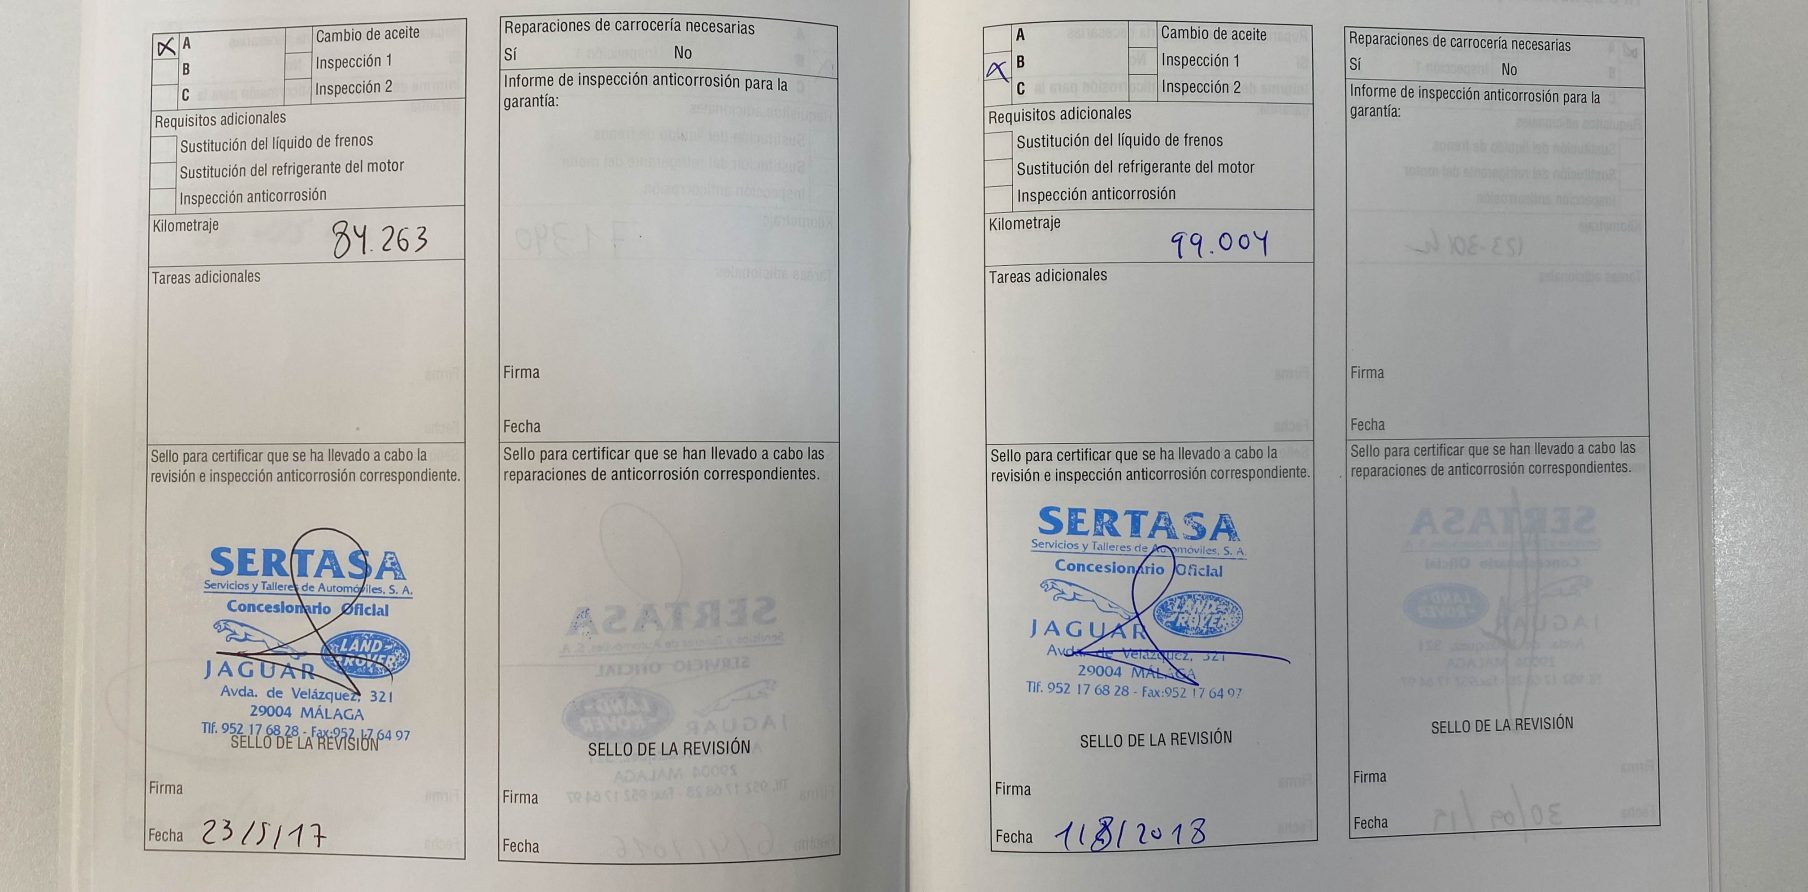 A
B
C
Cambio de aceite
Inspección 1
Inspección 2
Requisitos adicionales
Sustitución del líquido de frenos
Sustitución del refrigerante del motor
Inspección anticorrosión
Kilometraje
84.263
Tareas adicionales
Sello para certificar que se ha llevado a cabo la
revisión e inspección anticorrosión correspondiente.
SERTASA
Servicios y Talleres de Automóviles, S. A.
Concesionario Oficial
LAND-
ROVER
JAGUAR
Avda. de Velázquez, 321
29004 MÁLAGA
Tlf. 952 17 68 28 - Fax:952 17 64 97
SELLO DE LA REVISIÓN
Firma
Fecha 23/5/17
Reparaciones de carrocería necesarias
Sí No
Informe de inspección anticorrosión para la
garantía:
Firma
Fecha
Sello para certificar que se han llevado a cabo las
reparaciones de anticorrosión correspondientes.
SELLO DE LA REVISIÓN
Firma
Fecha
A
B
C
Cambio de aceite
Inspección 1
Inspección 2
Requisitos adicionales
Sustitución del líquido de frenos
Sustitución del refrigerante del motor
Inspección anticorrosión
Kilometraje
99.004
Tareas adicionales
Sello para certificar que se ha llevado a cabo la
revisión e inspección anticorrosión correspondiente.
SERTASA
Servicios y Talleres de Automóviles, S. A.
Concesionario Oficial
LAND-
ROVER
JAGUAR
Avda. de Velázquez, 321
29004 MÁLAGA
Tlf. 952 17 68 28 - Fax:952 17 64 97
SELLO DE LA REVISIÓN
Firma
Fecha 1/8/2018
Reparaciones de carrocería necesarias
Sí No
Informe de inspección anticorrosión para la
garantía:
Firma
Fecha
Sello para certificar que se han llevado a cabo las
reparaciones de anticorrosión correspondientes.
SELLO DE LA REVISIÓN
Firma
Fecha